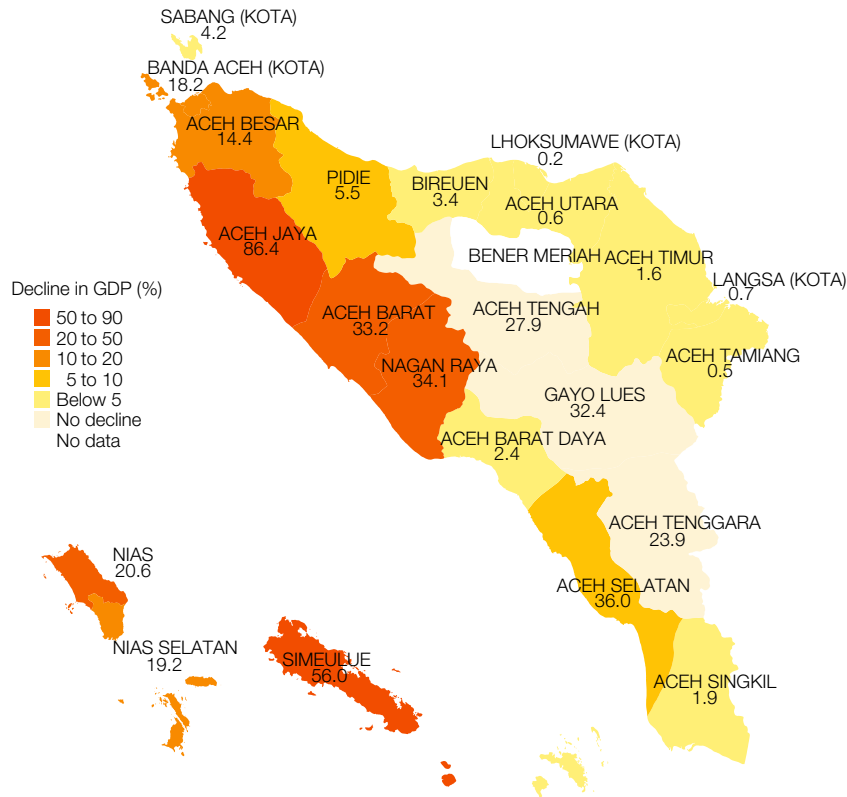 SABANG (KOTA)
4.2
BANDA ACEH (KOTA)
18.2
ACEH BESAR
14.4
LHOKSUMAWE (KOTA)
0.2
PIDIE
5.5
BIREUEN
3.4
ACEH UTARA
0.6
ACEH JAYA
86.4
BENER MERIAH
ACEH TIMUR
1.6
LANGSA (KOTA)
0.7
Decline in GDP (%)
50 to 90
20 to 50
10 to 20
5 to 10
Below 5
No decline
No data
ACEH BARAT
33.2
ACEH TENGAH
27.9
NAGAN RAYA
34.1
ACEH TAMIANG
0.5
GAYO LUES
32.4
ACEH BARAT DAYA
2.4
ACEH TENGGARA
23.9
NIAS
20.6
ACEH SELATAN
36.0
NIAS SELATAN
19.2
SIMEULUE
56.0
ACEH SINGKIL
1.9